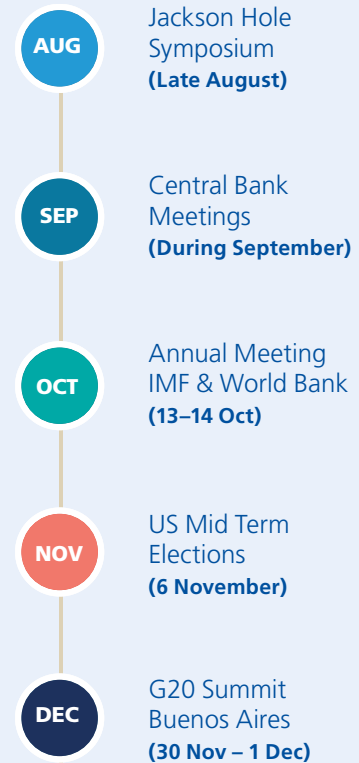 AUG
Jackson Hole
Symposium
(Late August)
SEP
Central Bank
Meetings
(During September)
OCT
Annual Meeting
IMF & World Bank
(13–14 Oct)
NOV
US Mid Term
Elections
(6 November)
DEC
G20 Summit
Buenos Aires
(30 Nov – 1 Dec)